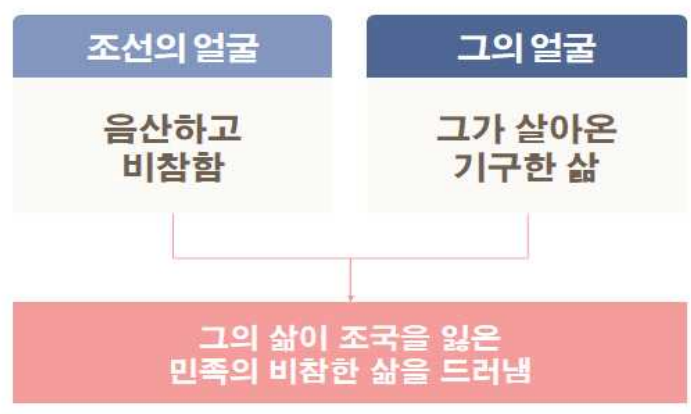 조선의 얼굴
그의 얼굴
음산하고
비참함
그가 살아온
기구한 삶
그의 삶이 조국을 잃은
민족의 비참한 삶을 드러냄